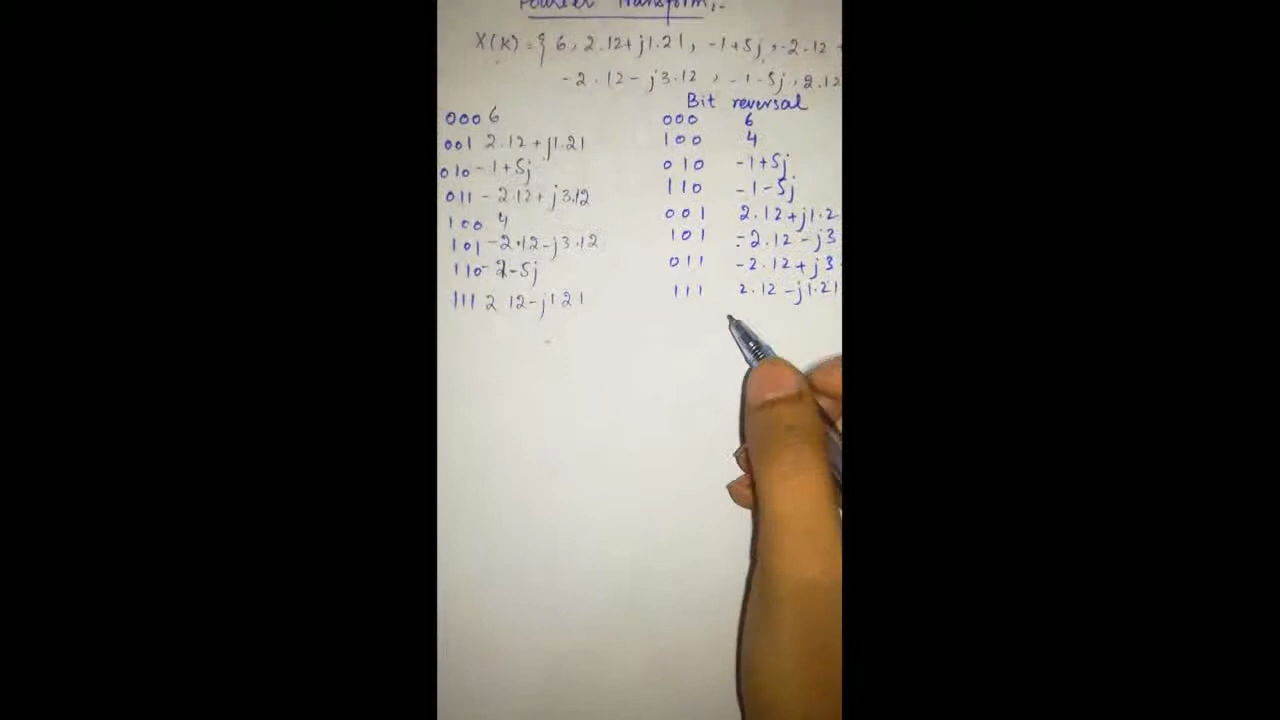 Fourier Transform:-
X(K) = { 6, 2.12+j1.21, -1+5j, -2.12 +
-2.12-j3.12, -1-5j, 2.12
Bit reversal
000 6
001 2.12+j1.21
010 -1+5j
011 -2.12+j3.12
100 4
101 -2.12-j3.12
110 -2-5j
111 2 12-j121
000 6
100 4
010 -1+5j
110 -1-5j
001 2.12+j1.2
101 -2.12-j3
011 -2.12+j3
111 2.12-j1.21